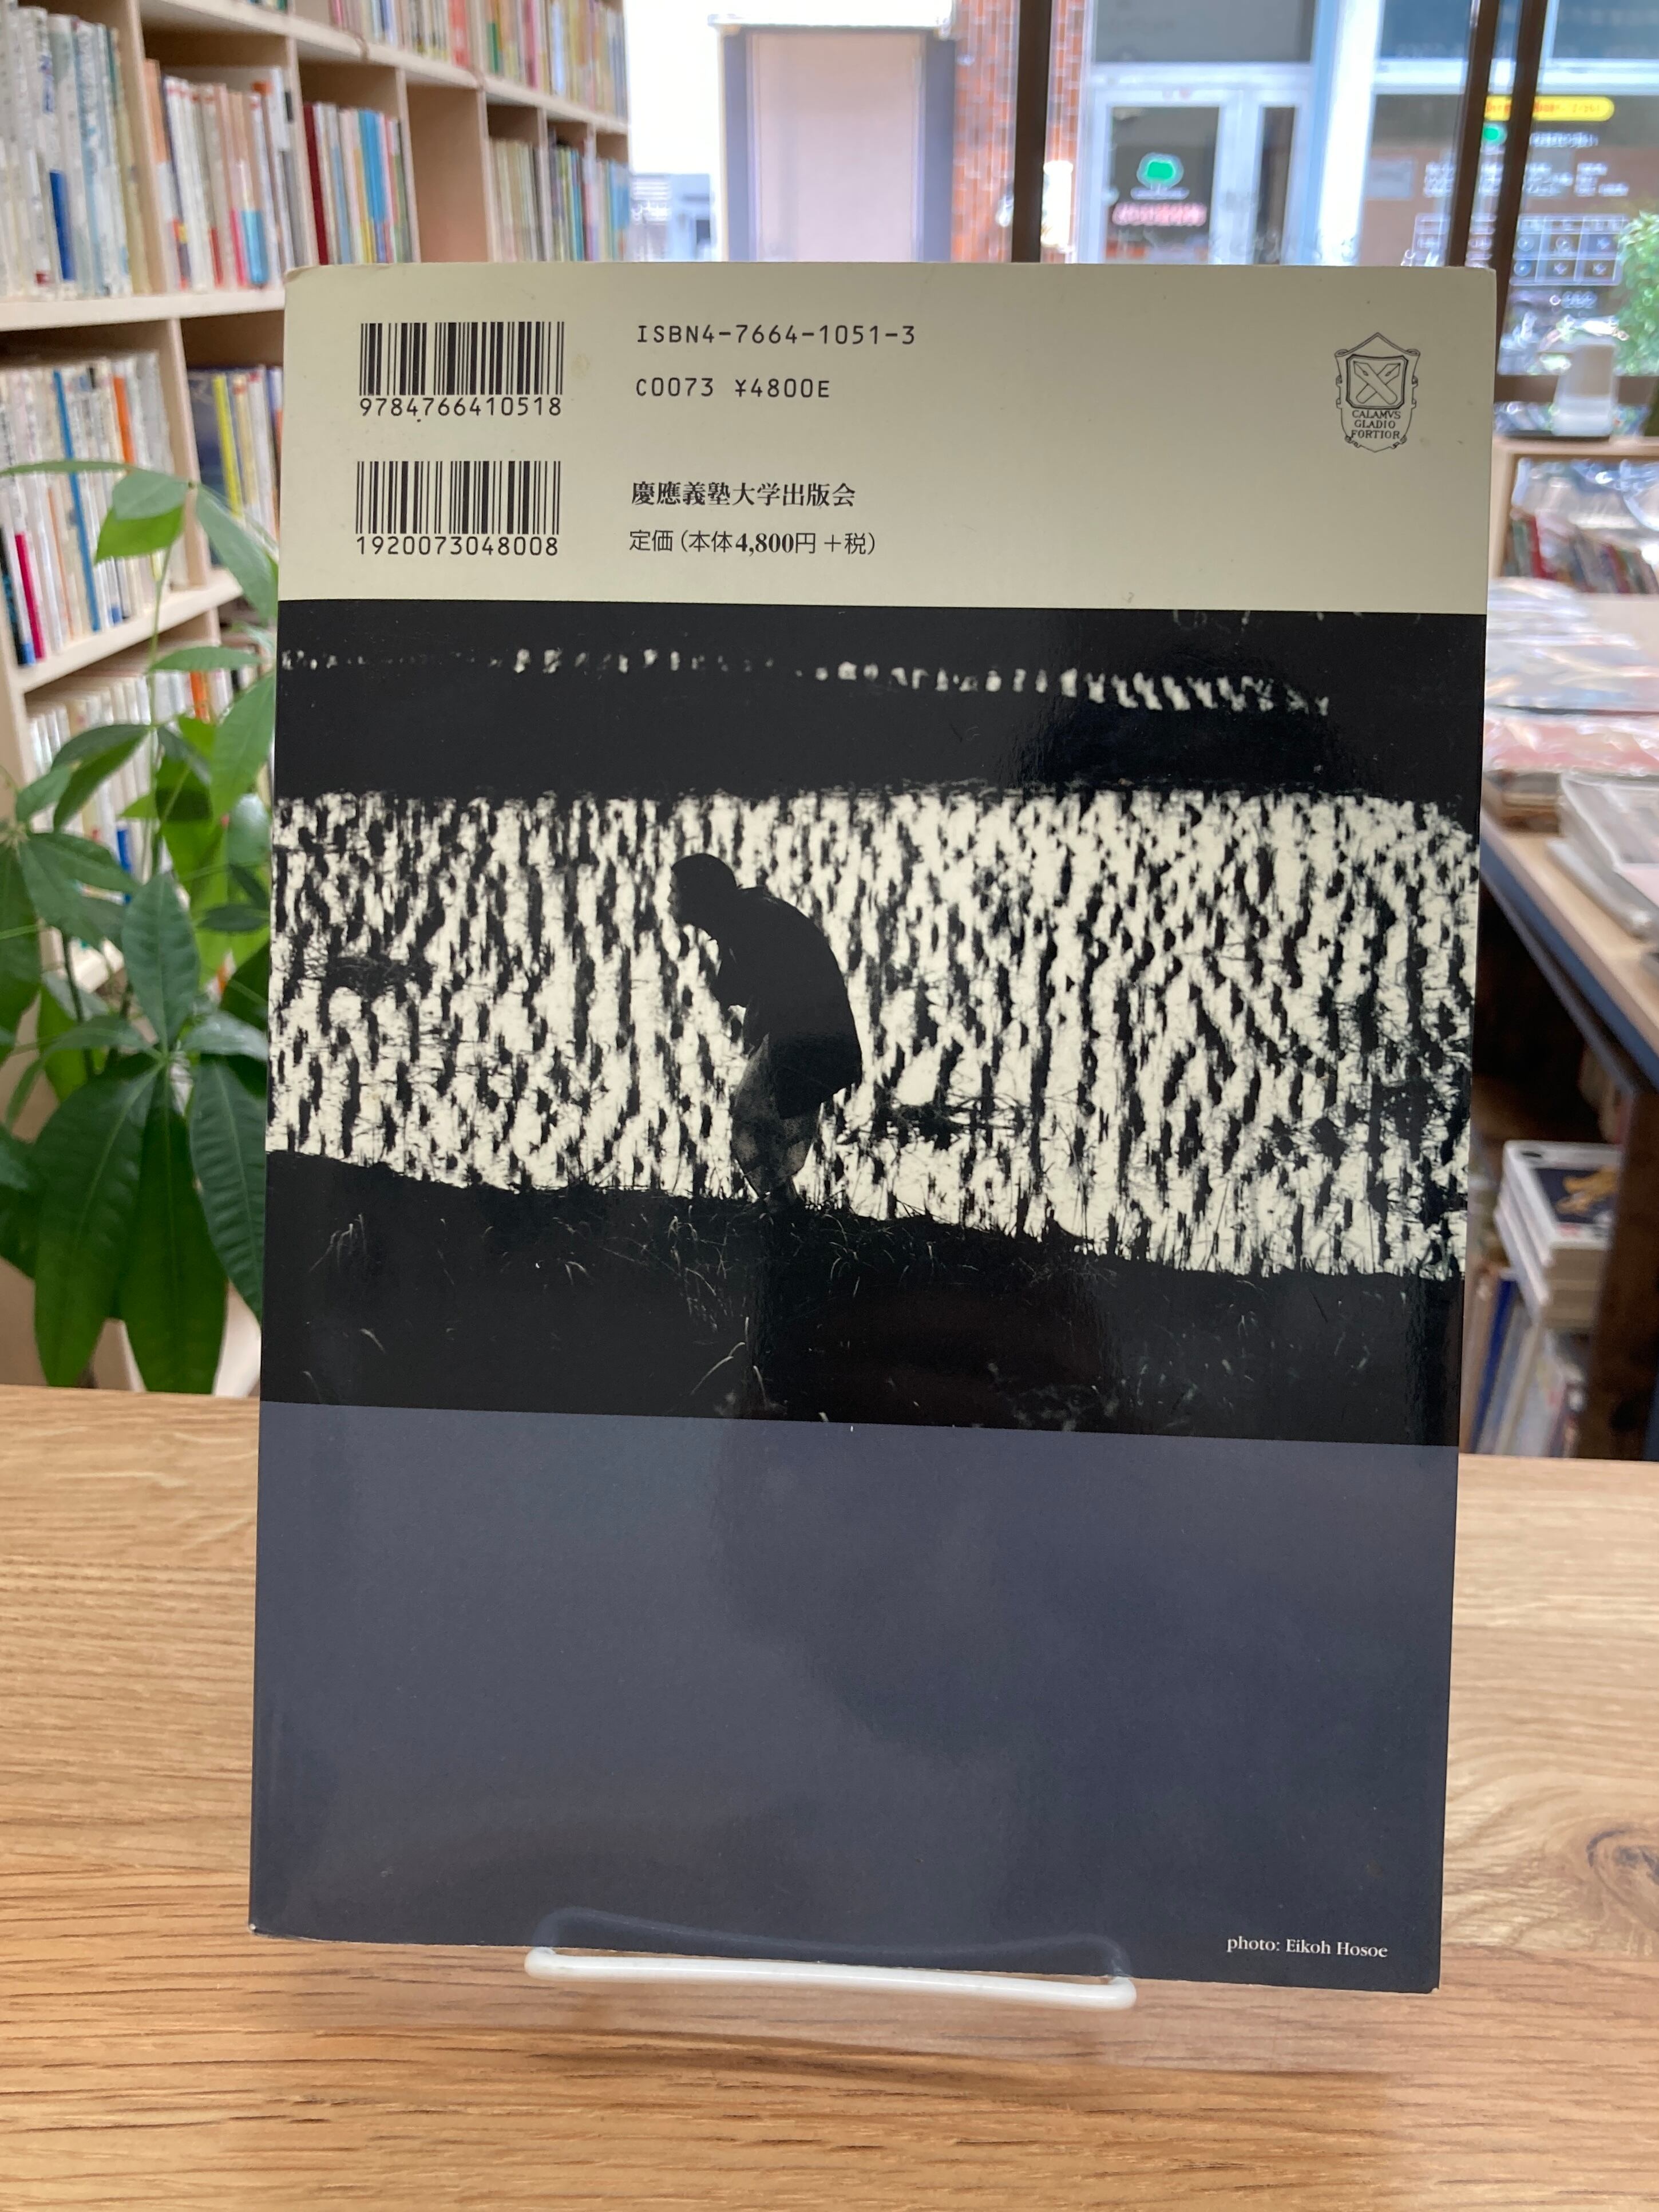 9784766410518
ISBN4-7664-1051-3
C0073 ¥4800E
CALAMVS
GLADIO
FORTIOR
1920073048008
慶應義塾大学出版会
定価(本体4,800円+税)
photo: Eikoh Hosoe